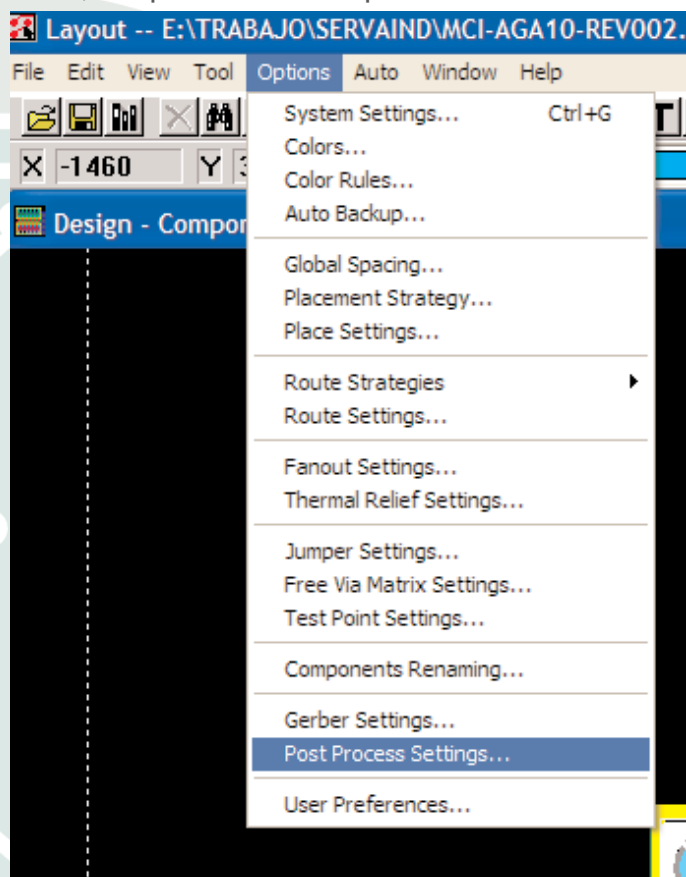 Layout -- E:\TRABAJO\SERVAIND\MCI-AGA10-REV002.
File Edit View Tool Options Auto Window Help
X -1460 Y
Design - Compon
System Settings... Ctrl+G
Colors...
Color Rules...
Auto Backup...
Global Spacing...
Placement Strategy...
Place Settings...
Route Strategies
Route Settings...
Fanout Settings...
Thermal Relief Settings...
Jumper Settings...
Free Via Matrix Settings...
Test Point Settings...
Components Renaming...
Gerber Settings...
Post Process Settings...
User Preferences...